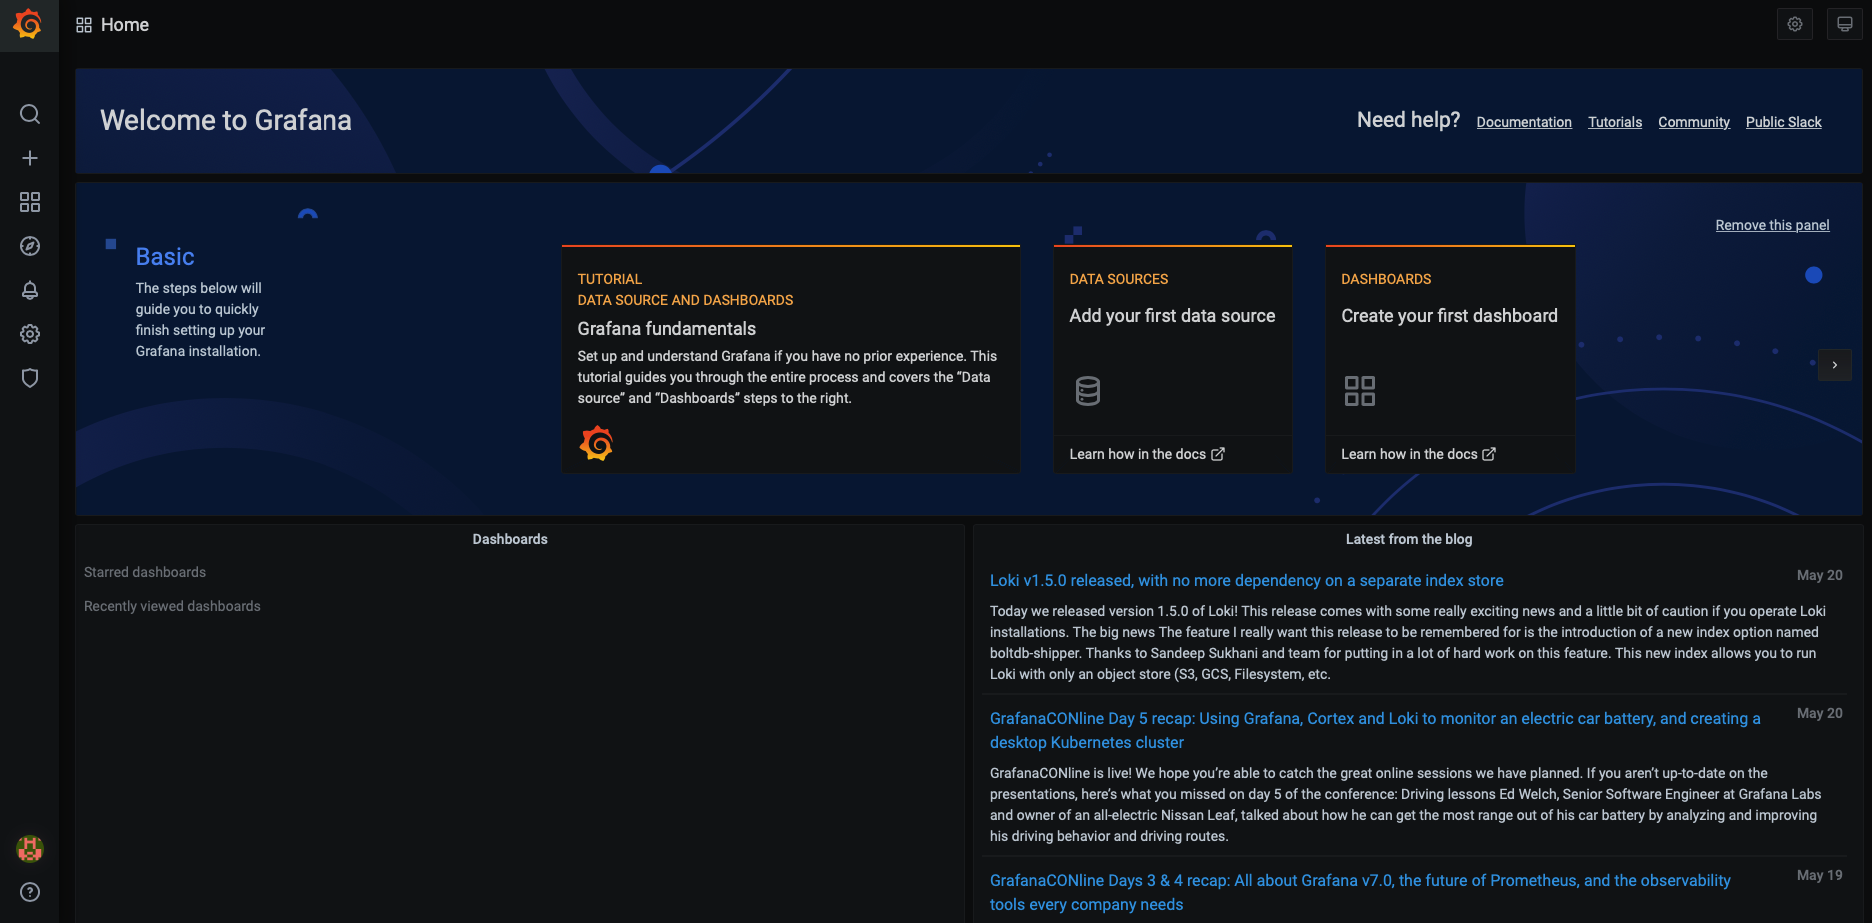 Home
Welcome to Grafana
Need help? Documentation Tutorials Community Public Slack
Remove this panel
Basic
The steps below will
guide you to quickly
finish setting up your
Grafana installation.
TUTORIAL
DATA SOURCE AND DASHBOARDS
Grafana fundamentals
Set up and understand Grafana if you have no prior experience. This
tutorial guides you through the entire process and covers the “Data
source” and “Dashboards” steps to the right.
DATA SOURCES
Add your first data source
Learn how in the docs
DASHBOARDS
Create your first dashboard
Learn how in the docs
Dashboards
Starred dashboards
Recently viewed dashboards
Latest from the blog
Loki v1.5.0 released, with no more dependency on a separate index store
May 20
Today we released version 1.5.0 of Loki! This release comes with some really exciting news and a little bit of caution if you operate Loki
installations. The big news The feature I really want this release to be remembered for is the introduction of a new index option named
boltdb-shipper. Thanks to Sandeep Sukhani and team for putting in a lot of hard work on this feature. This new index allows you to run
Loki with only an object store (S3, GCS, Filesystem, etc.
GrafanaCONline Day 5 recap: Using Grafana, Cortex and Loki to monitor an electric car battery, and creating a
desktop Kubernetes cluster
May 20
GrafanaCONline is live! We hope you’re able to catch the great online sessions we have planned. If you aren’t up-to-date on the
presentations, here’s what you missed on day 5 of the conference: Driving lessons Ed Welch, Senior Software Engineer at Grafana Labs
and owner of an all-electric Nissan Leaf, talked about how he can get the most range out of his car battery by analyzing and improving
his driving behavior and driving routes.
GrafanaCONline Days 3 & 4 recap: All about Grafana v7.0, the future of Prometheus, and the observability
tools every company needs
May 19